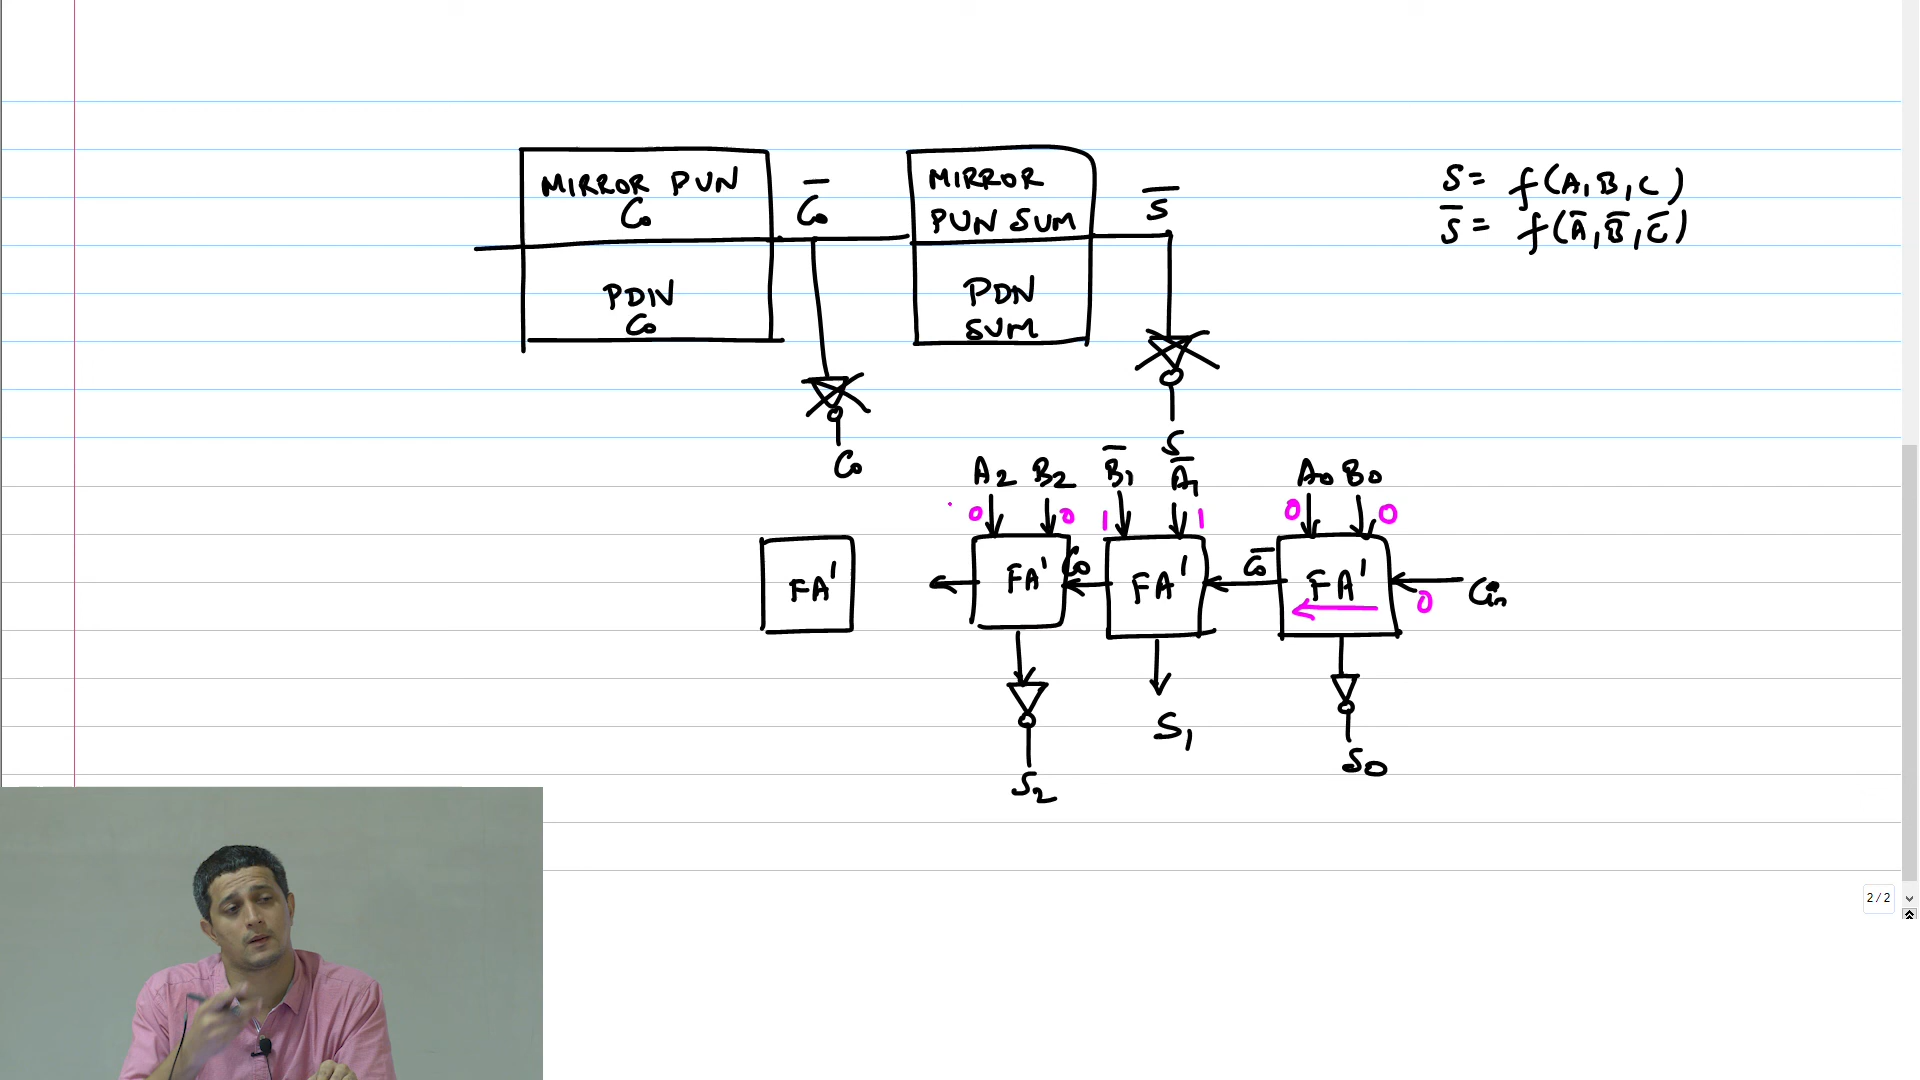 MIRROR PUN
C₀
C̅₀
MIRROR
PUN SUM
S̅
S = f(A, B, C)
S̅ = f(A̅, B̅, C̅)
PDN
C₀
PDN
SUM
C₀
S
A₂ B₂ B̅₁ A̅₁ A₀ B₀
0 0 1 1 0 0
FA' FA' C₀ FA' C̅₀ FA' Cin
0
S₁
S₀
S₂
2 / 2